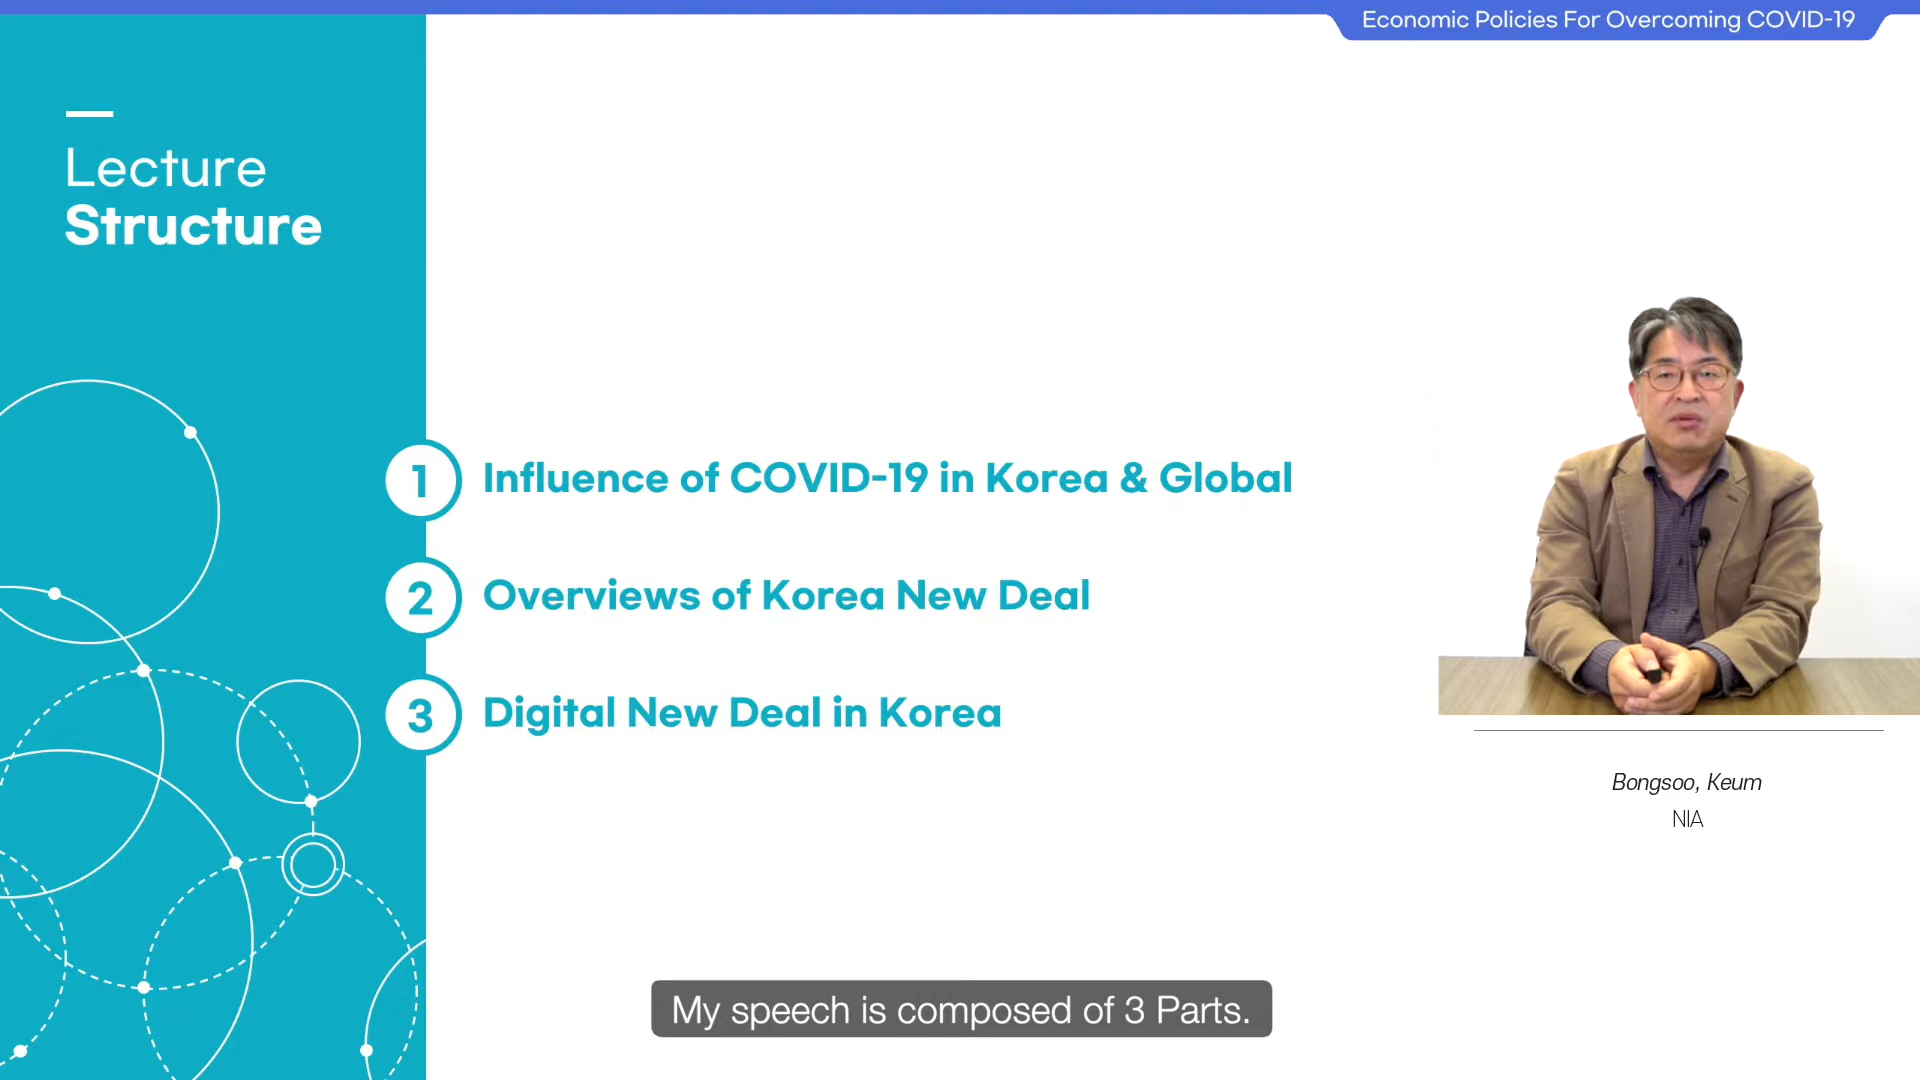 Economic Policies For Overcoming COVID-19
Lecture
Structure
1 Influence of COVID-19 in Korea & Global
2 Overviews of Korea New Deal
3 Digital New Deal in Korea
Bongsoo, Keum
NIA
My speech is composed of 3 Parts.